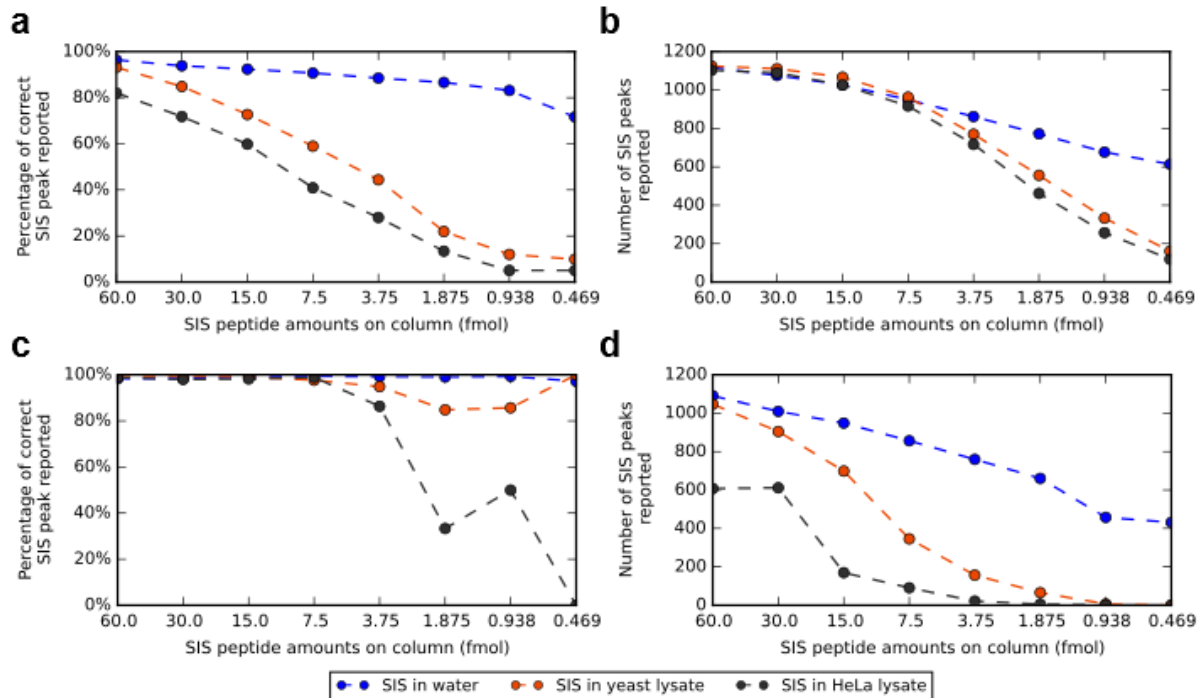 a
Percentage of correct
SIS peak reported
100%
80%
60%
40%
20%
0%
60.0 30.0 15.0 7.5 3.75 1.875 0.938 0.469
SIS peptide amounts on column (fmol)
b
Number of SIS peaks
reported
1200
1000
800
600
400
200
0
60.0 30.0 15.0 7.5 3.75 1.875 0.938 0.469
SIS peptide amounts on column (fmol)
c
Percentage of correct
SIS peak reported
100%
80%
60%
40%
20%
0%
60.0 30.0 15.0 7.5 3.75 1.875 0.938 0.469
SIS peptide amounts on column (fmol)
d
Number of SIS peaks
reported
1200
1000
800
600
400
200
0
60.0 30.0 15.0 7.5 3.75 1.875 0.938 0.469
SIS peptide amounts on column (fmol)
SIS in water SIS in yeast lysate SIS in HeLa lysate